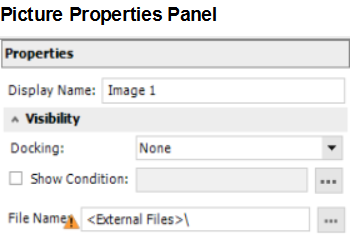 Picture Properties Panel
Properties
Display Name: Image 1
Visibility
Docking: None
Show Condition: ...
File Name: <External Files>\ ...